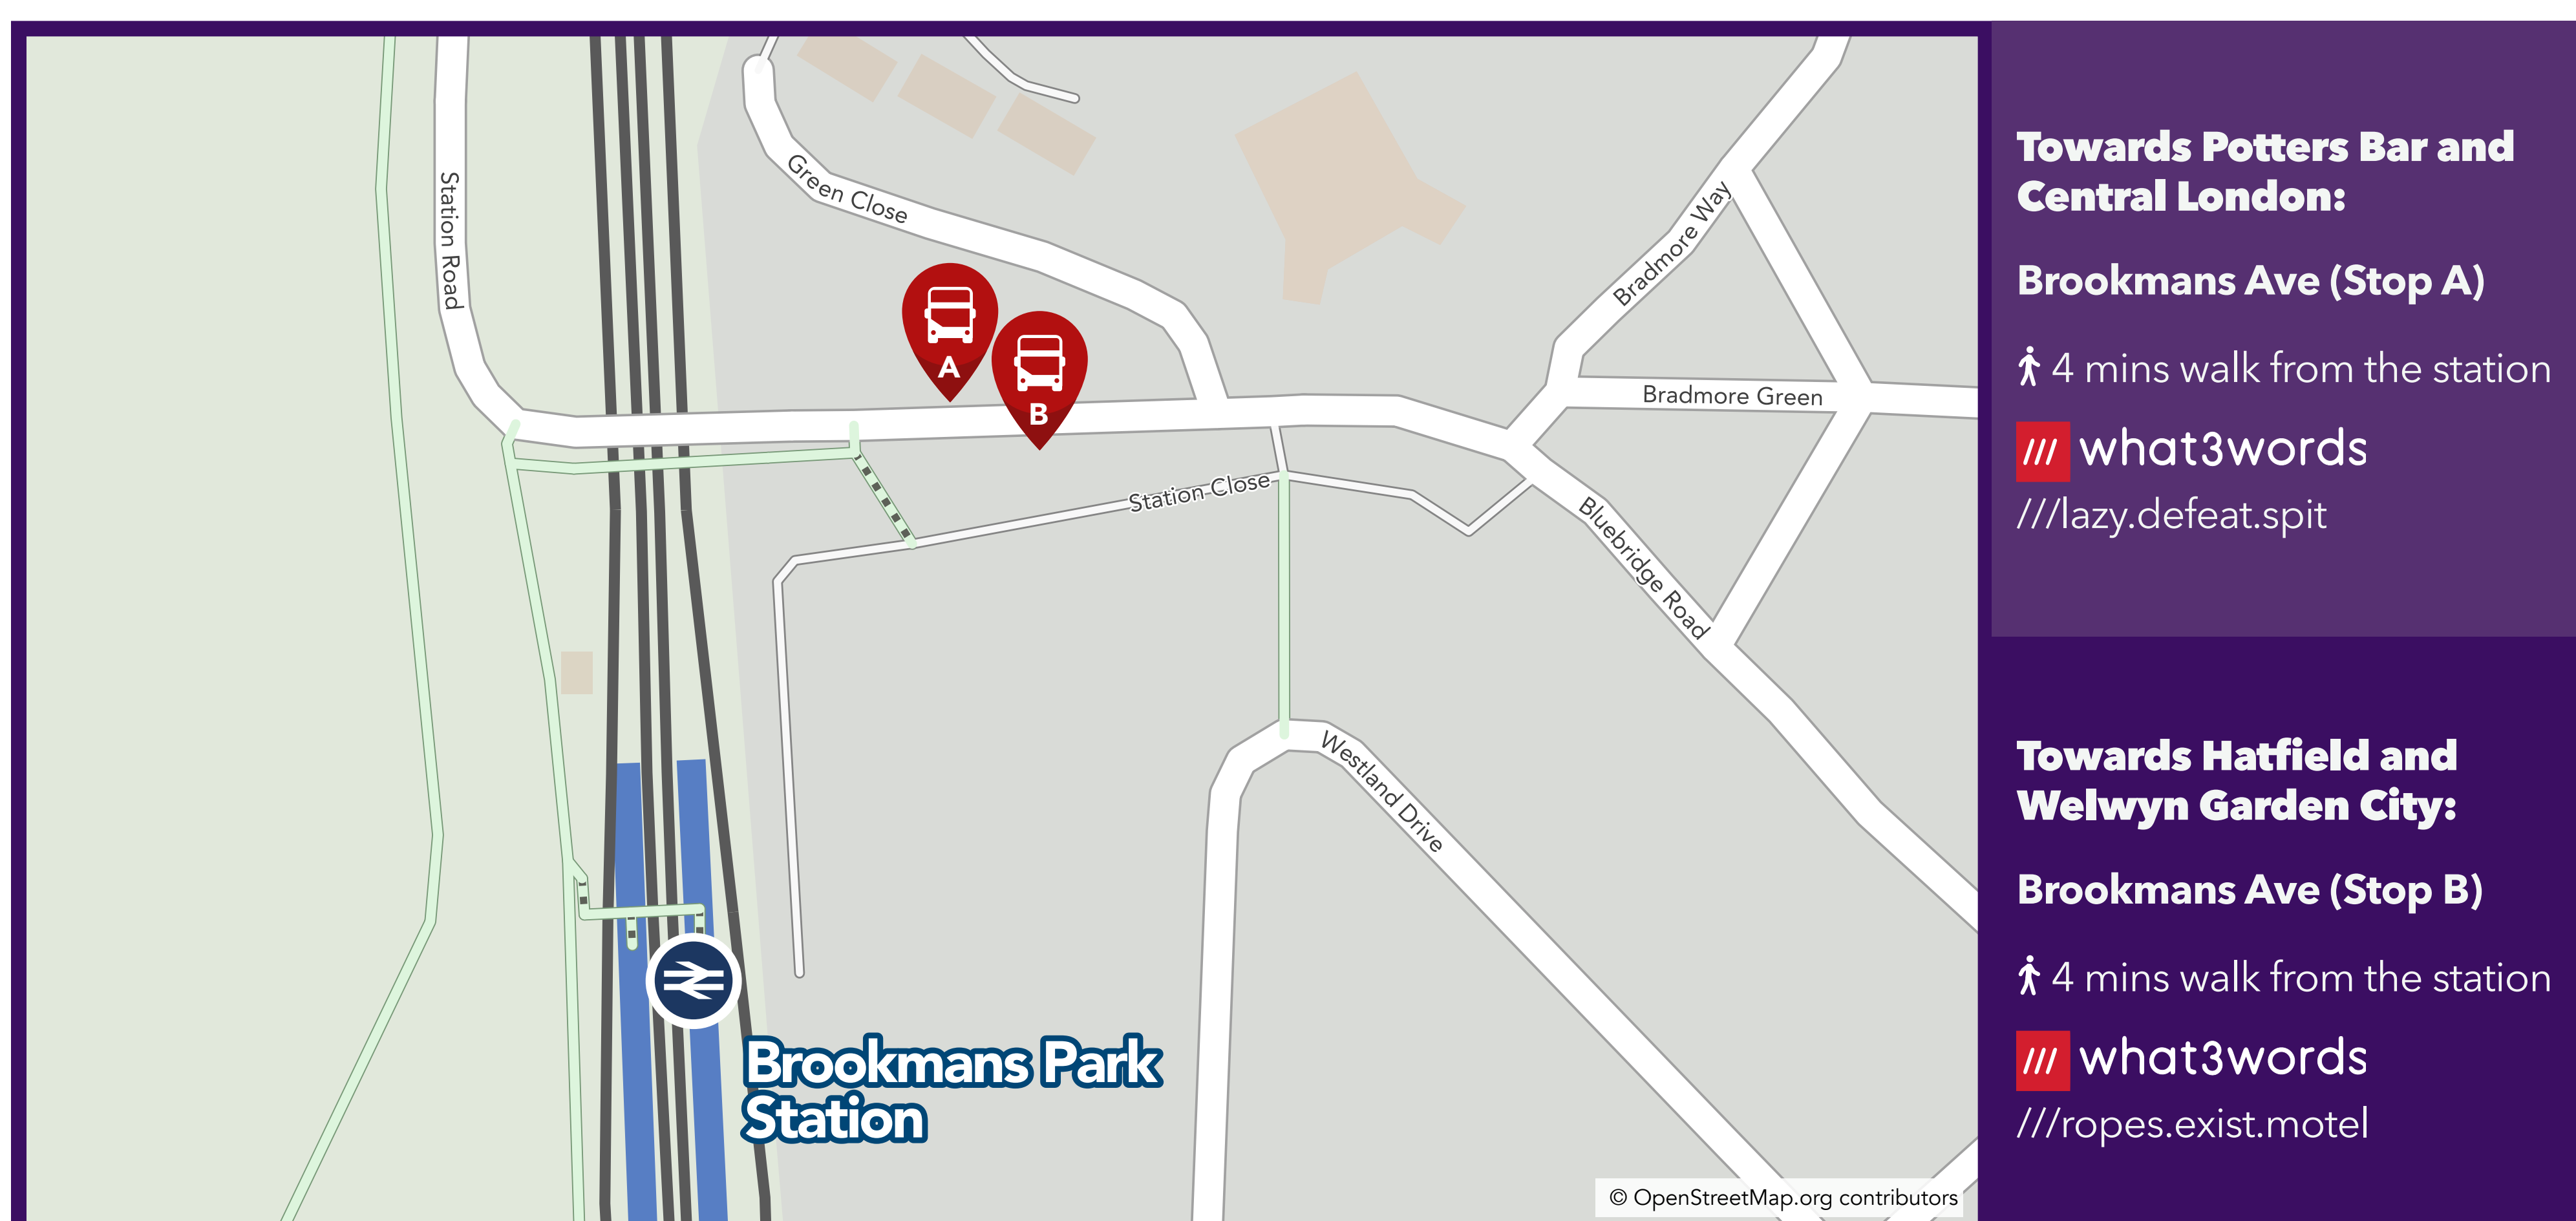 Station Road
Green Close
A
B
Bradmore Way
Bradmore Green
Station Close
Bluebridge Road
Westland Drive
Brookmans Park
Station
© OpenStreetMap.org contributors
Towards Potters Bar and
Central London:
Brookmans Ave (Stop A)
4 mins walk from the station
/// what3words
///lazy.defeat.spit
Towards Hatfield and
Welwyn Garden City:
Brookmans Ave (Stop B)
4 mins walk from the station
/// what3words
///ropes.exist.motel